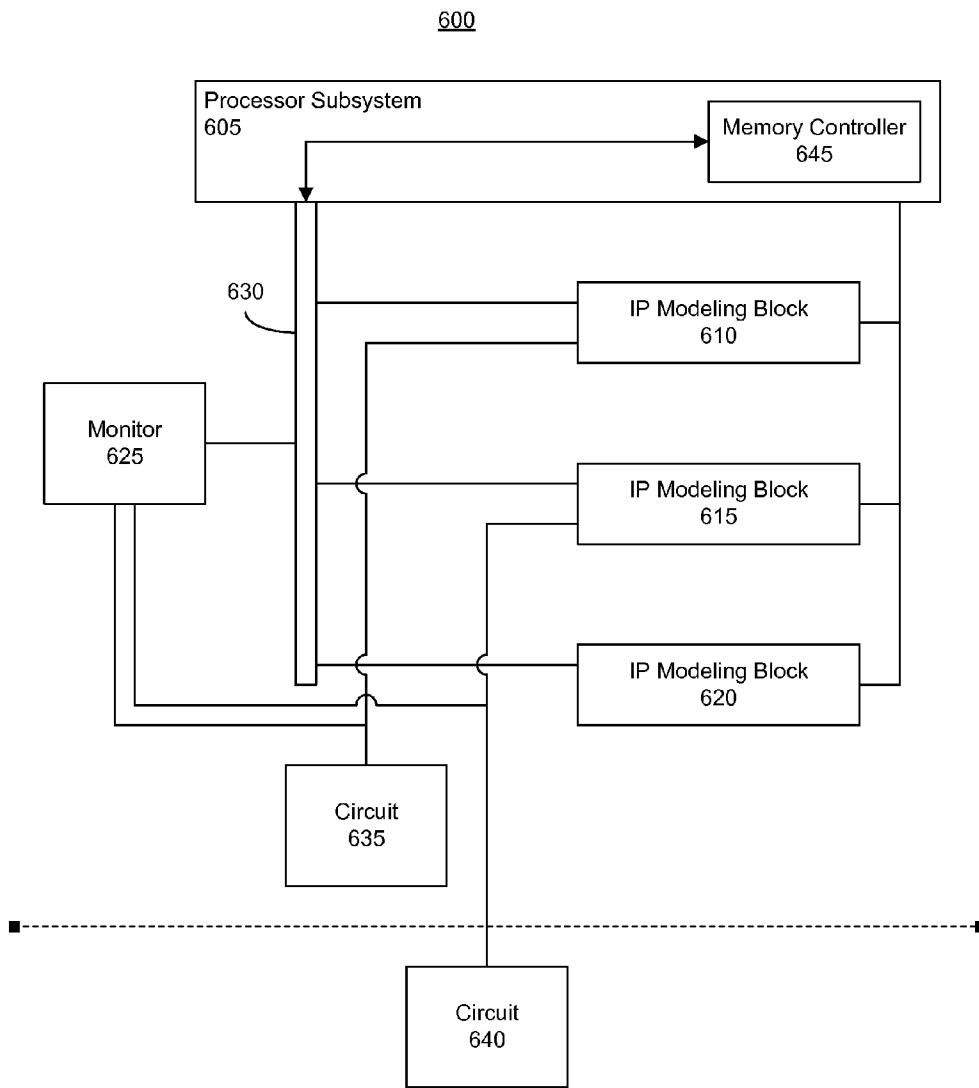 600
Processor Subsystem
605
Memory Controller
645
630
IP Modeling Block
610
Monitor
625
IP Modeling Block
615
IP Modeling Block
620
Circuit
635
Circuit
640